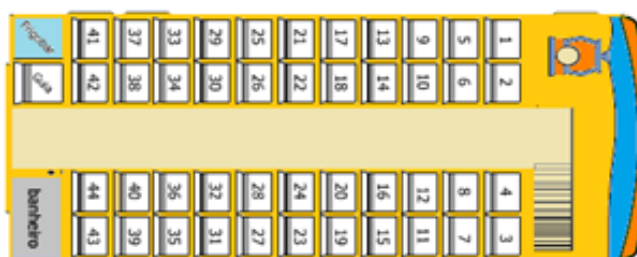 Frigobar 41 37 33 29 25 21 17 13 9 5 1
Guia 42 38 34 30 26 22 18 14 10 6 2
banheiro 44 40 36 32 28 24 20 16 12 8 4
43 39 35 31 27 23 19 15 11 7 3